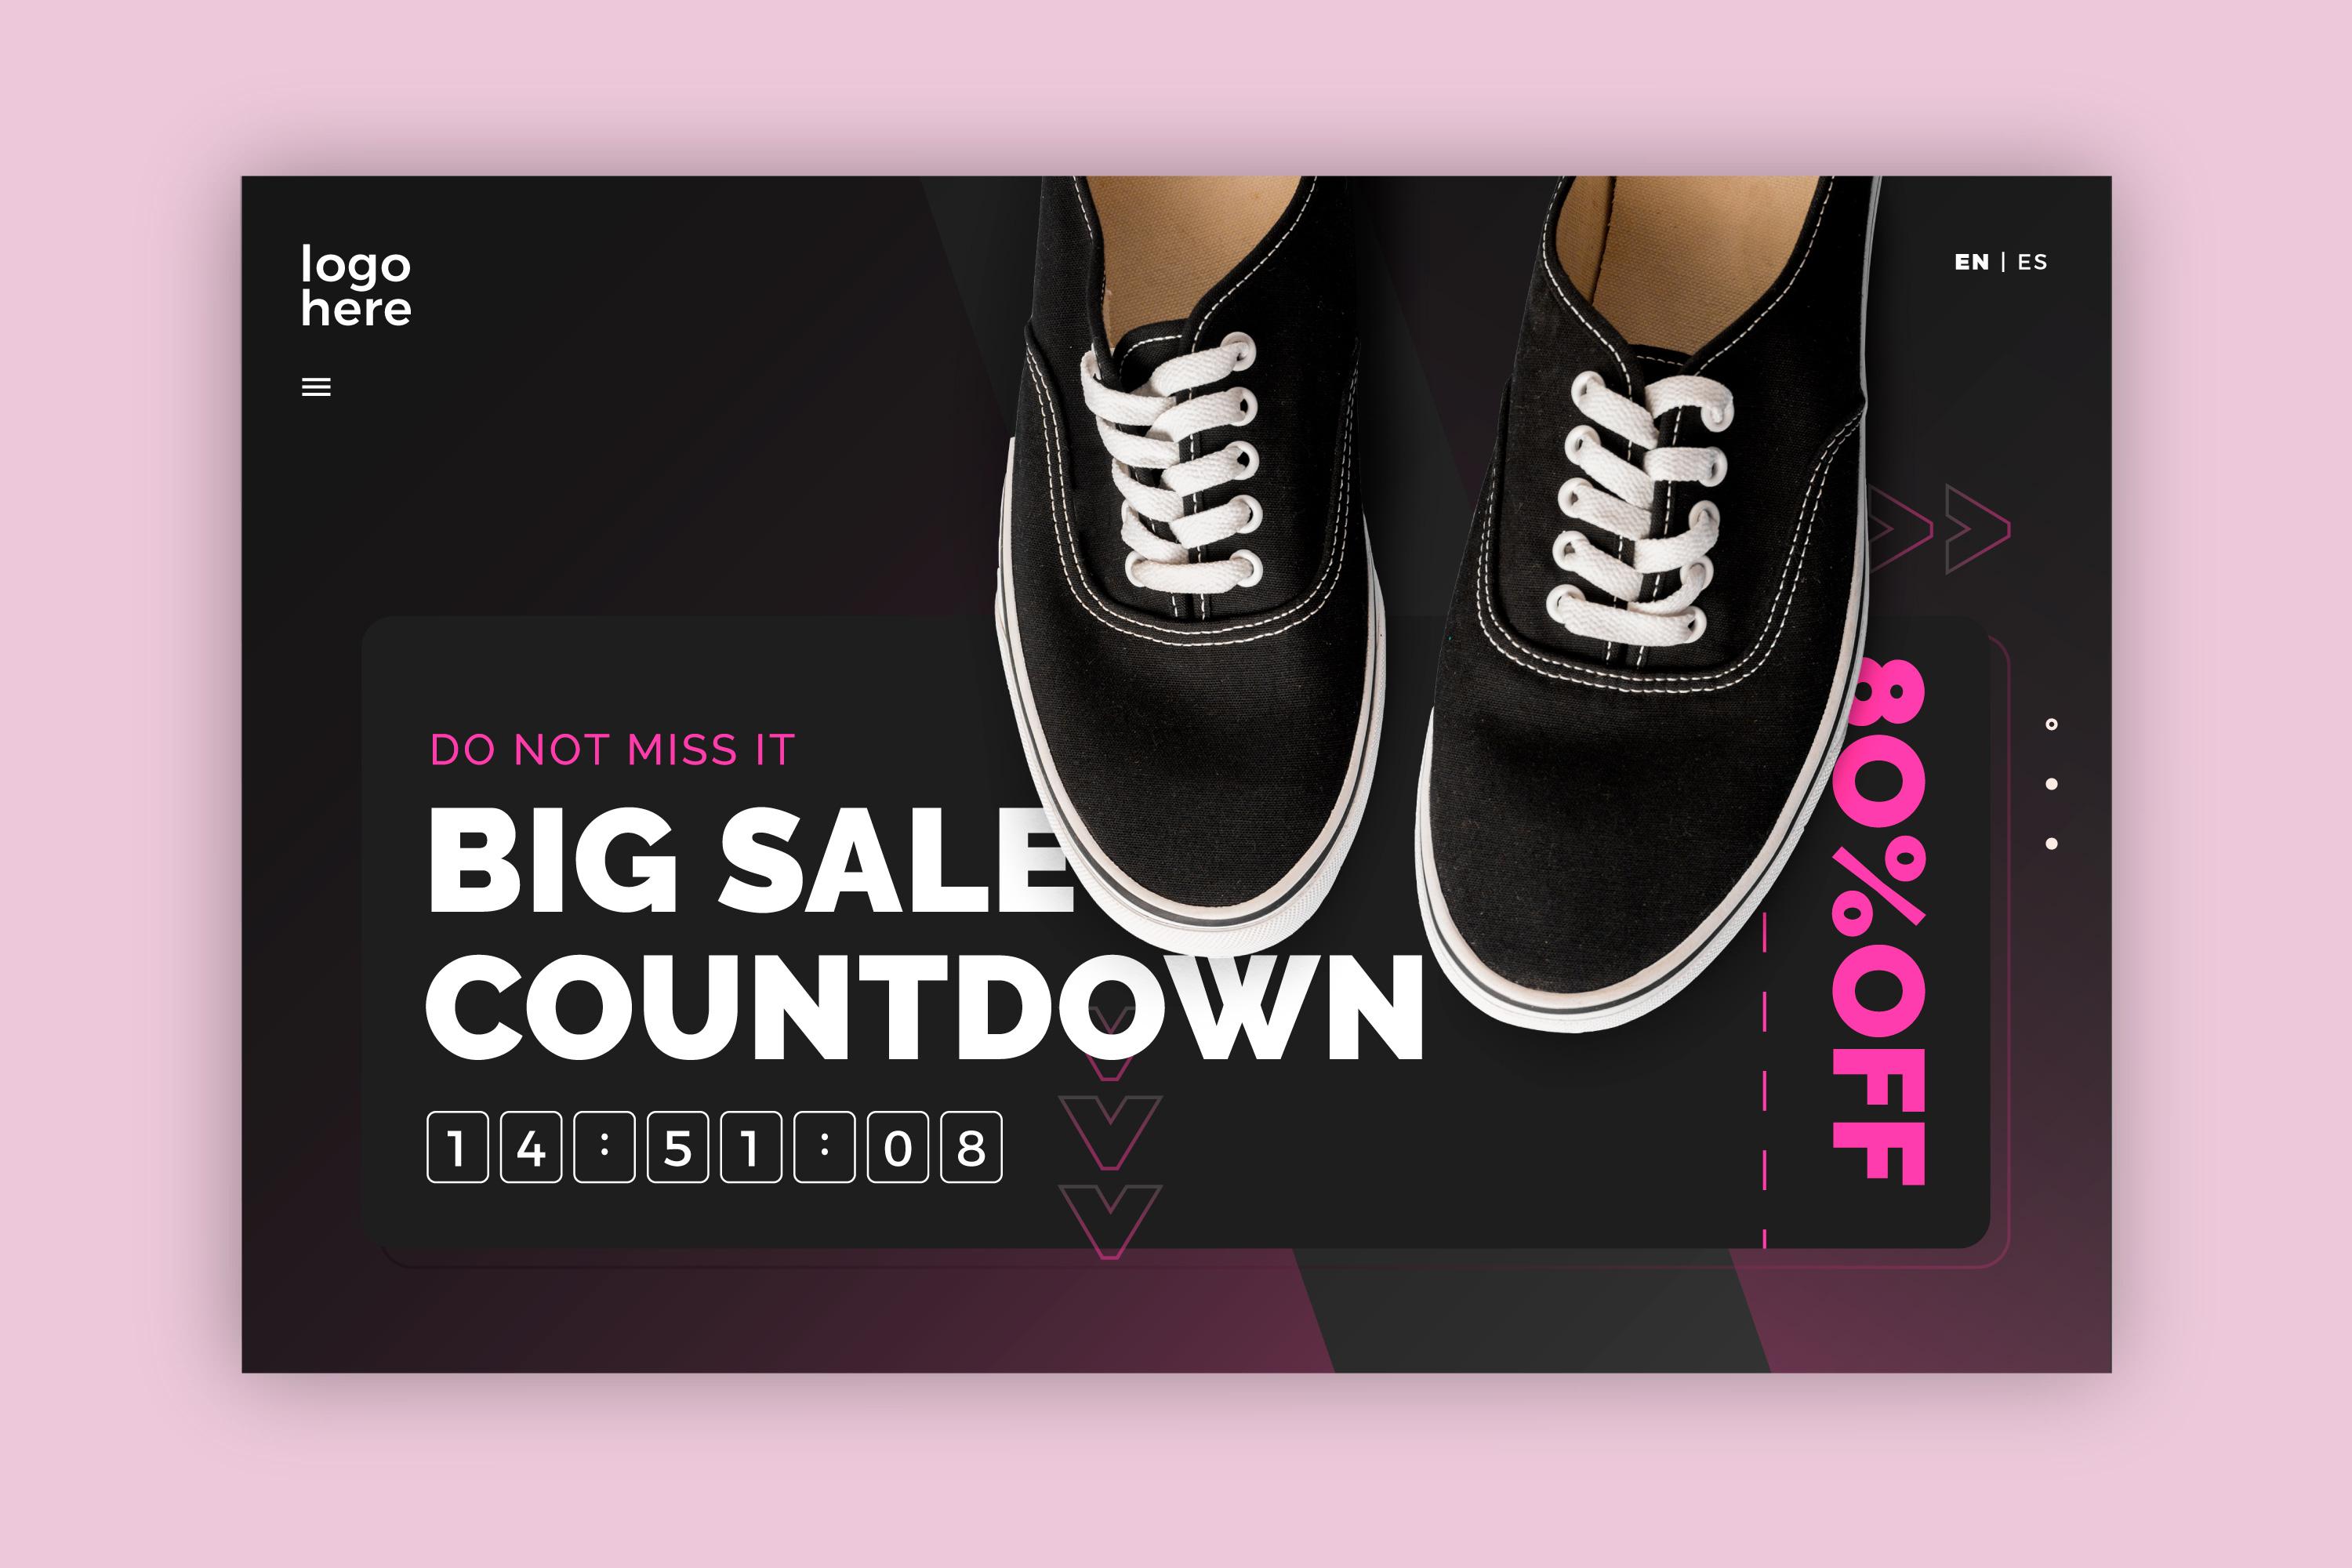 logo
here
EN | ES
DO NOT MISS IT
BIG SALE
COUNTDOWN
14:51:08
80%OFF